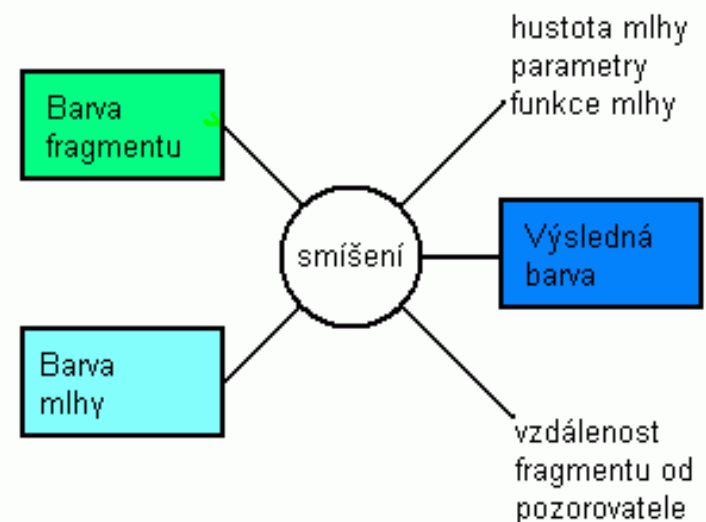 hustota mlhy
parametry
funkce mlhy
Barva
fragmentu
smíšení
Výsledná
barva
Barva
mlhy
vzdálenost
fragmentu od
pozorovatele